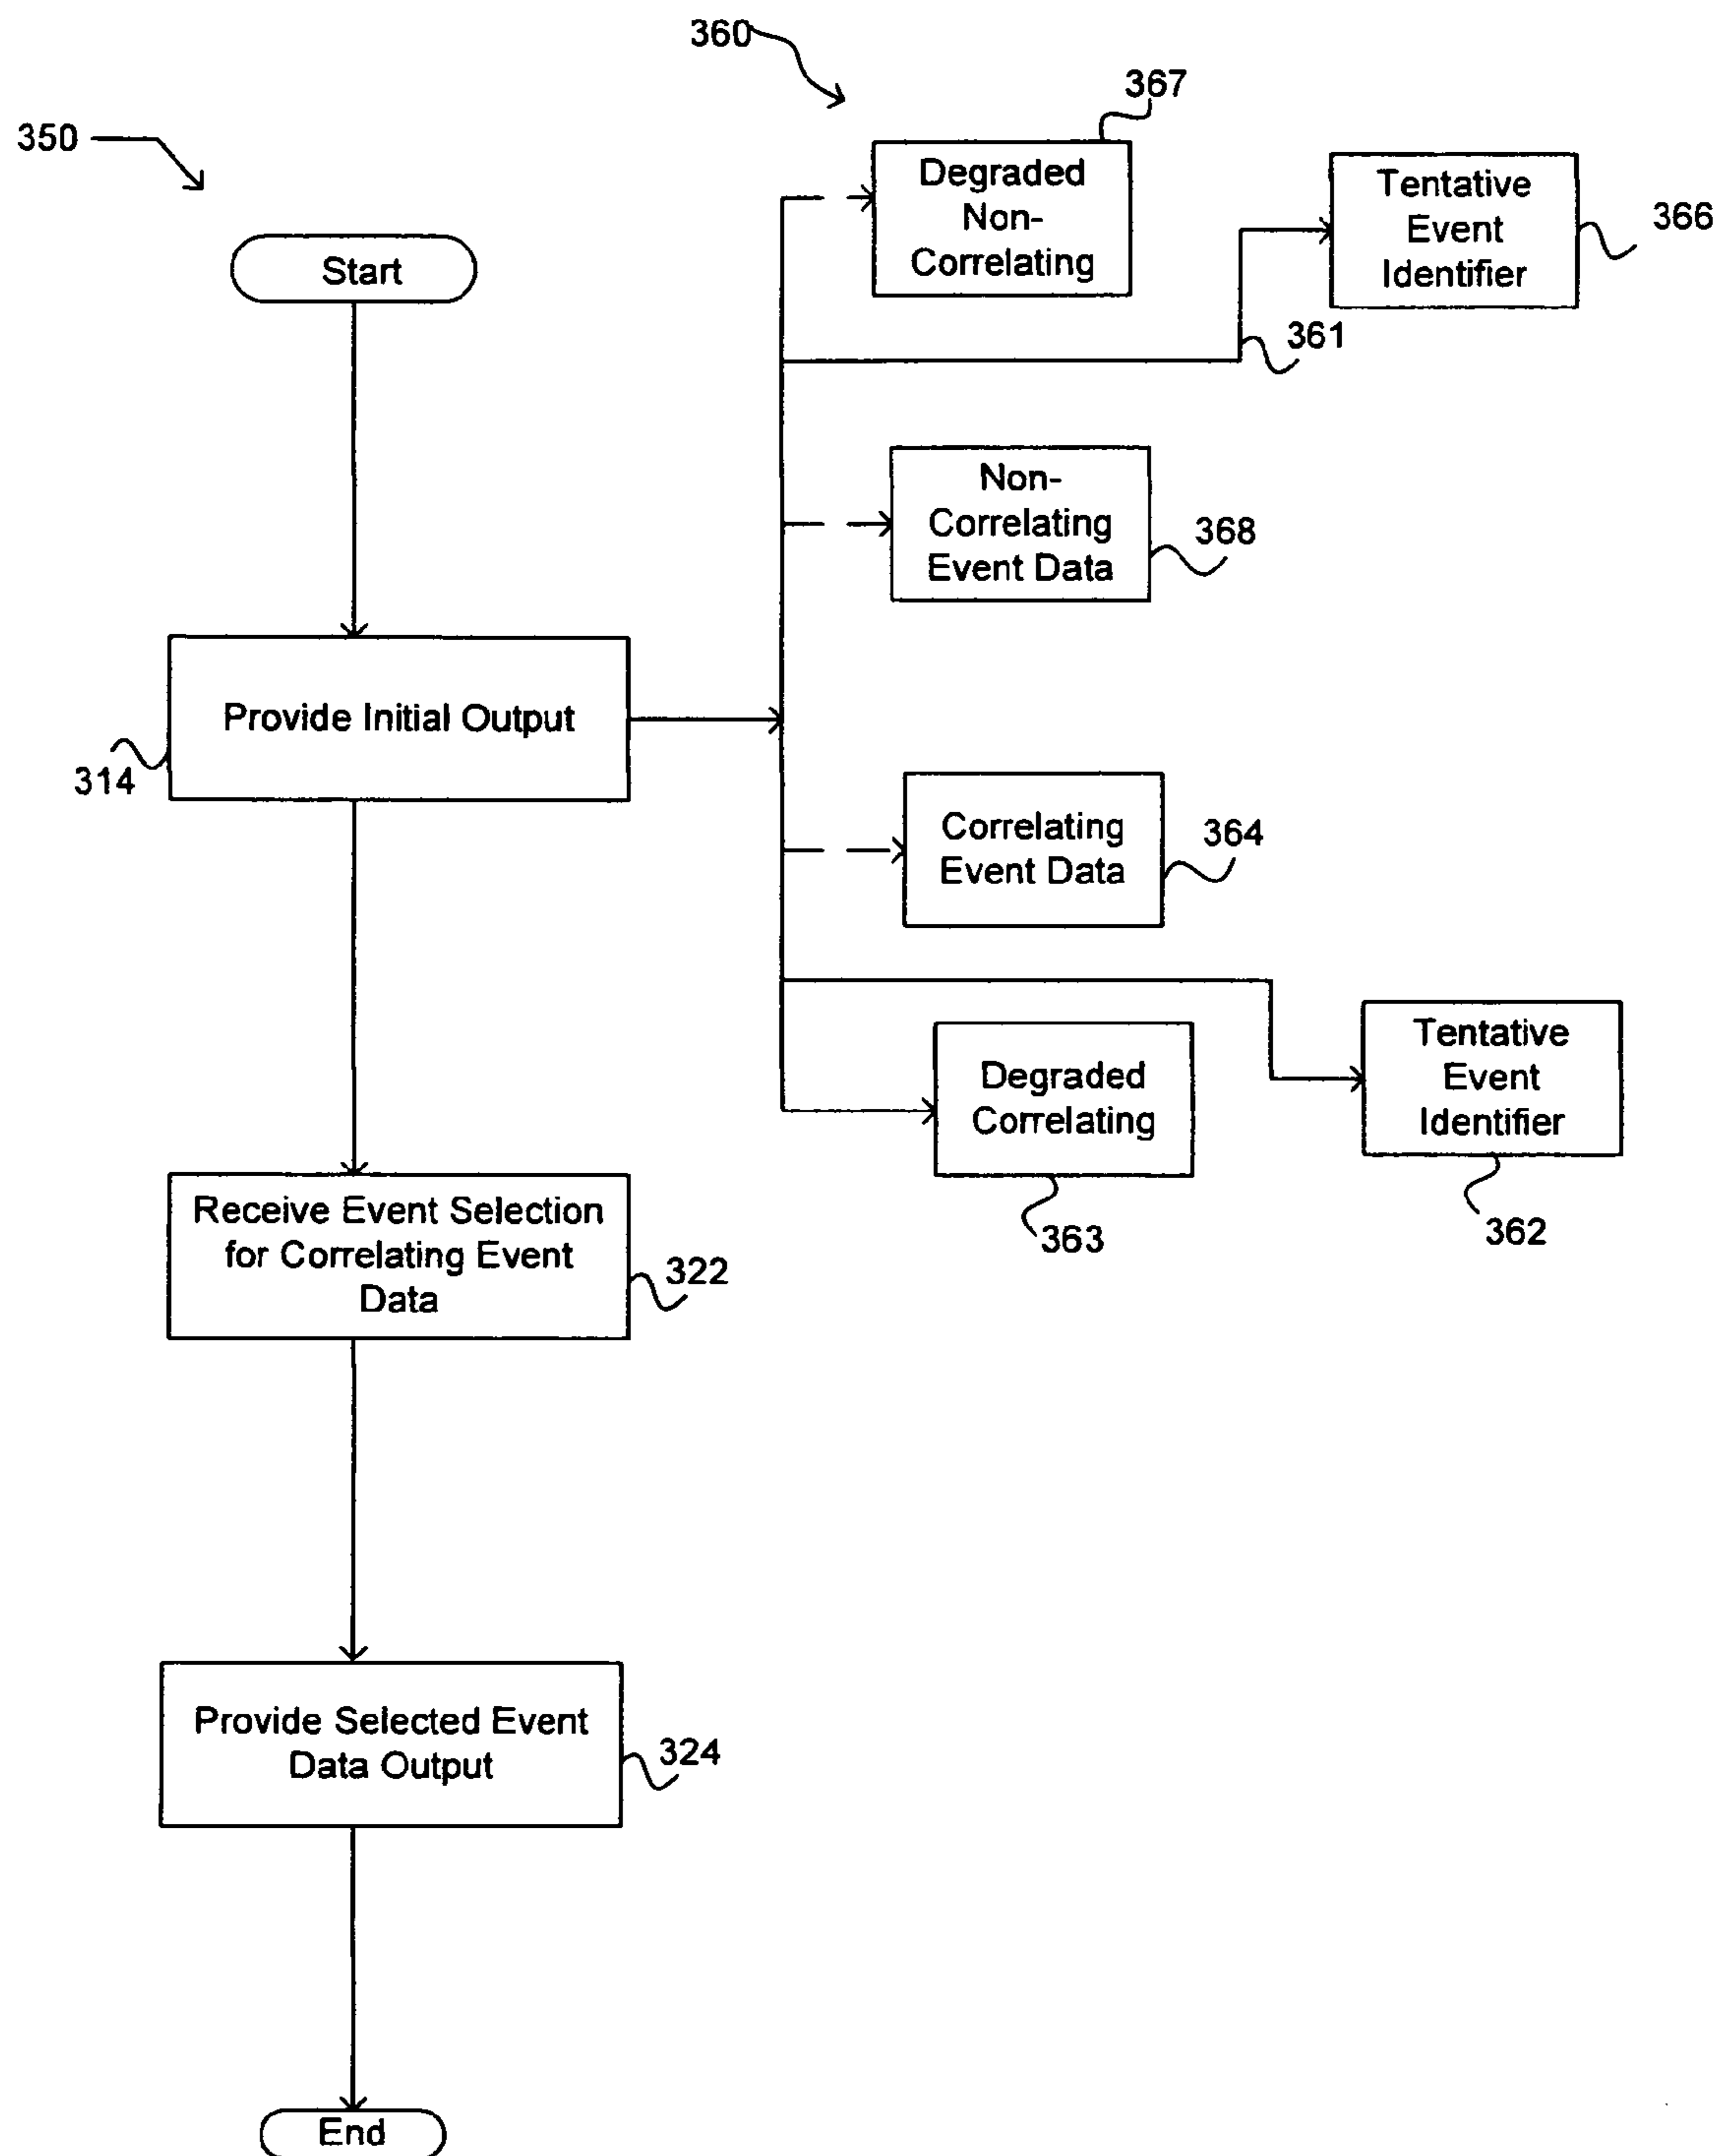 360
367
350
Degraded
Non-
Correlating
Tentative
Event
Identifier
366
Start
361
Non-
Correlating
Event Data
368
Provide Initial Output
314
Correlating
Event Data
364
Degraded
Correlating
363
Tentative
Event
Identifier
362
Receive Event Selection
for Correlating Event
Data
322
Provide Selected Event
Data Output
324
End